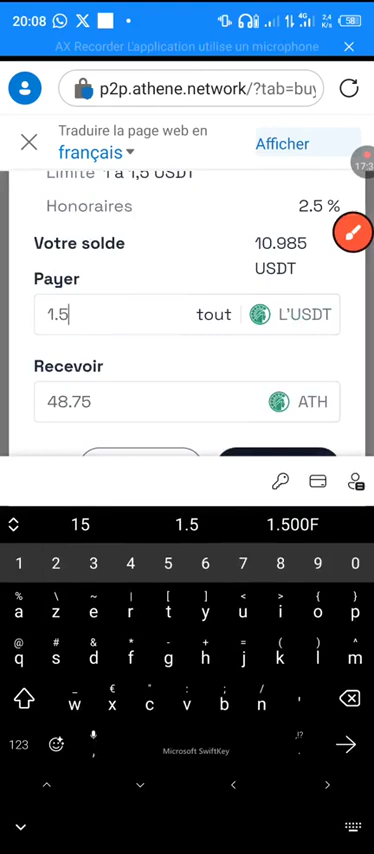 20:08
4G
2,4
K/s
58
AX Recorder L'application utilise un microphone
p2p.athene.network/?tab=buy
Traduire la page web en
français
Afficher
Limite 1 à 1,5 USDT
17:3
Honoraires 2.5 %
Votre solde 10.985
USDT
Payer
1.5 tout L'USDT
Recevoir
48.75 ATH
15 1.5 1.500F
1 2 3 4 5 6 7 8 9 0
% \ ~ | [ ] < > { }
a z e r t y u i o p
@ # & * - + = ( ) ^
q s d f g h j k l m
_ € " : ; /
w x c v b n '
123 , Microsoft SwiftKey ,!? .